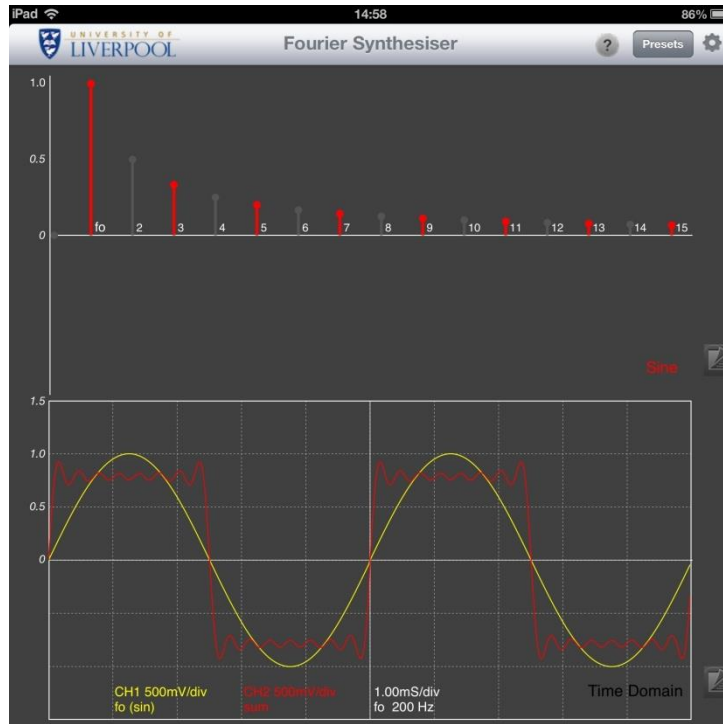 iPad 14:58 86%
UNIVERSITY OF
LIVERPOOL
Fourier Synthesiser
? Presets
1.0
0.5
0
fo 2 3 4 5 6 7 8 9 10 11 12 13 14 15
Sine
1.5
1.0
0.5
0
CH1 500mV/div CH2 500mV/div 1.00mS/div
fo (sin) sum fo 200 Hz
Time Domain